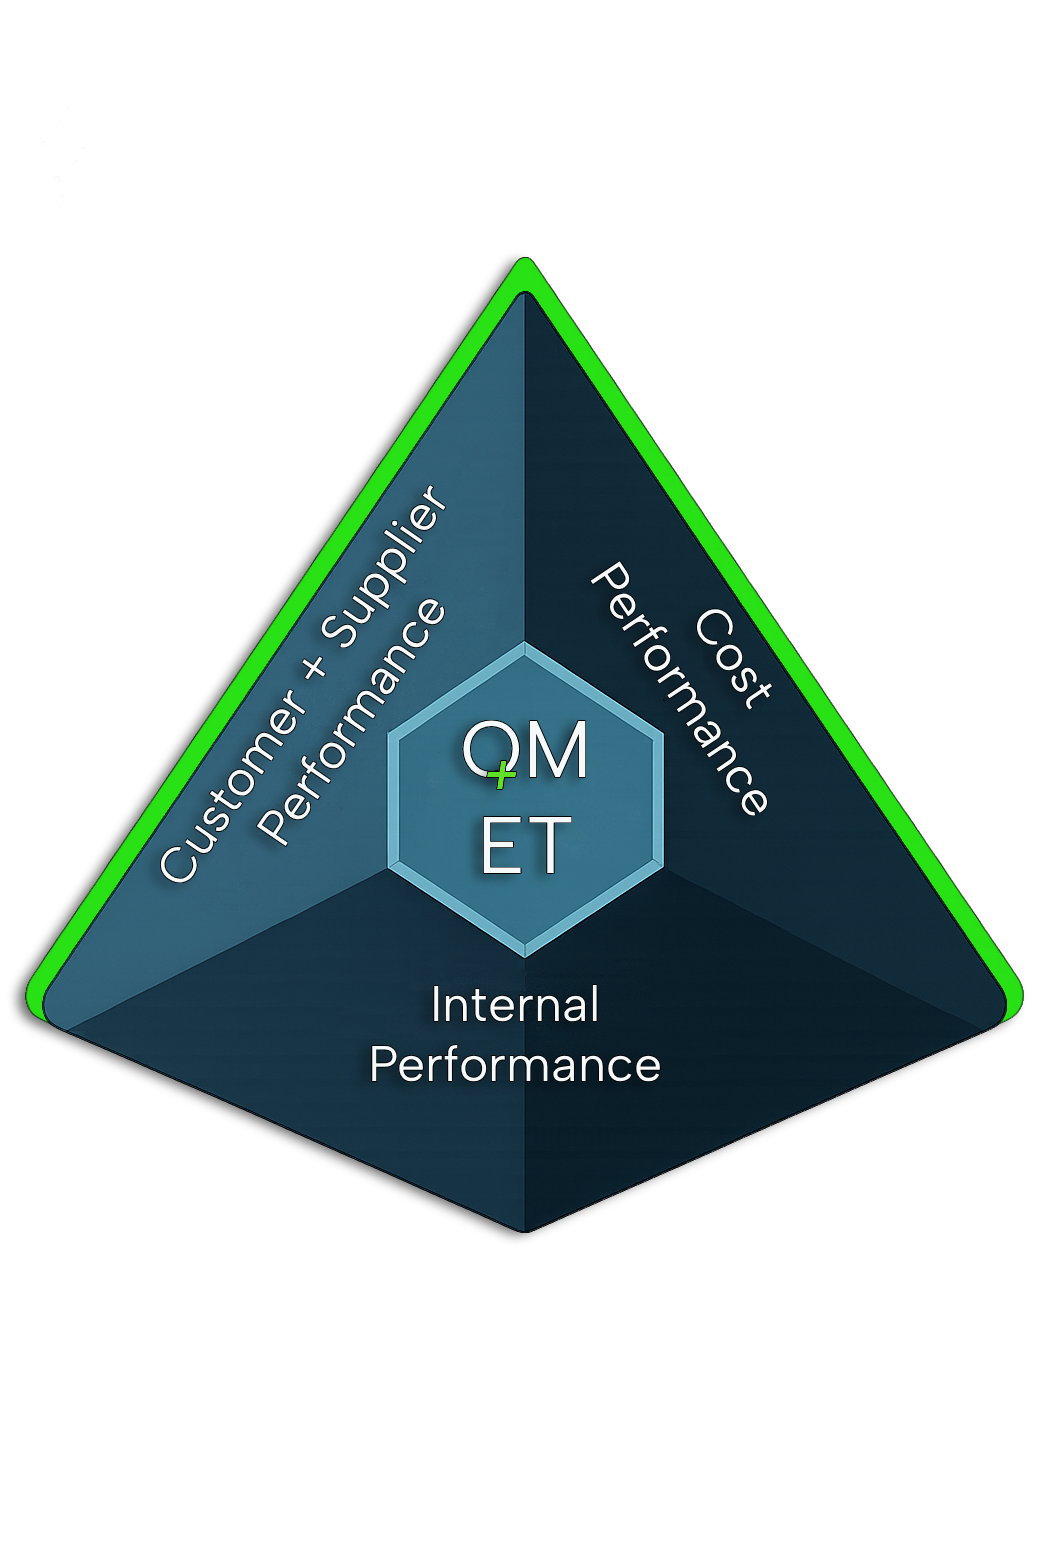 Customer + Supplier
Performance
Cost
Performance
QM
ET
Internal
Performance